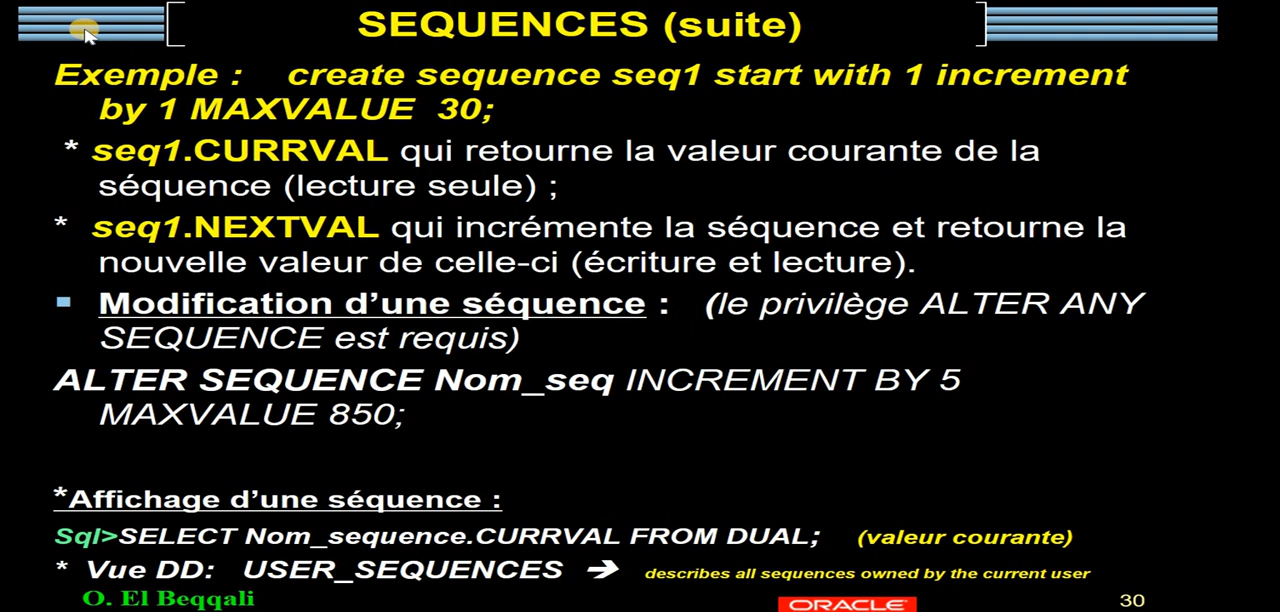 SEQUENCES (suite)
Exemple : create sequence seq1 start with 1 increment
by 1 MAXVALUE 30;
* seq1.CURRVAL qui retourne la valeur courante de la
séquence (lecture seule) ;
* seq1.NEXTVAL qui incrémente la séquence et retourne la
nouvelle valeur de celle-ci (écriture et lecture).
Modification d’une séquence : (le privilège ALTER ANY
SEQUENCE est requis)
ALTER SEQUENCE Nom_seq INCREMENT BY 5
MAXVALUE 850;
*Affichage d’une séquence :
Sql>SELECT Nom_sequence.CURRVAL FROM DUAL; (valeur courante)
* Vue DD: USER_SEQUENCES ➔ describes all sequences owned by the current user
O. El Beqqali
ORACLE
30